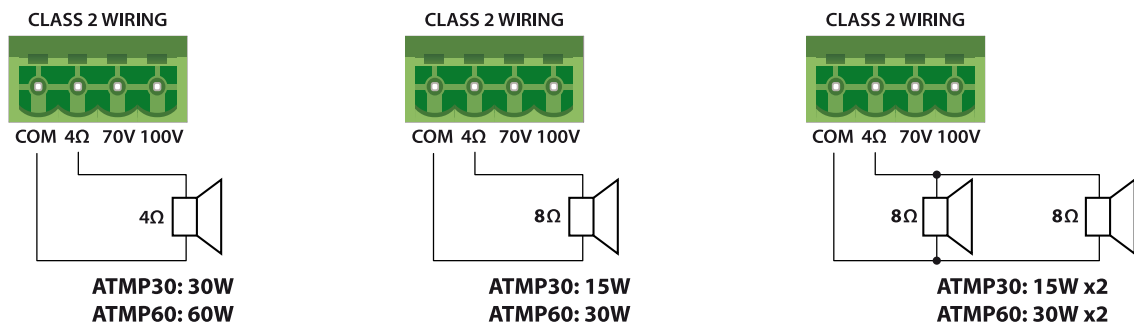 CLASS 2 WIRING
COM 4Ω 70V 100V
4Ω
ATMP30: 30W
ATMP60: 60W
CLASS 2 WIRING
COM 4Ω 70V 100V
8Ω
ATMP30: 15W
ATMP60: 30W
CLASS 2 WIRING
COM 4Ω 70V 100V
8Ω 8Ω
ATMP30: 15W x2
ATMP60: 30W x2